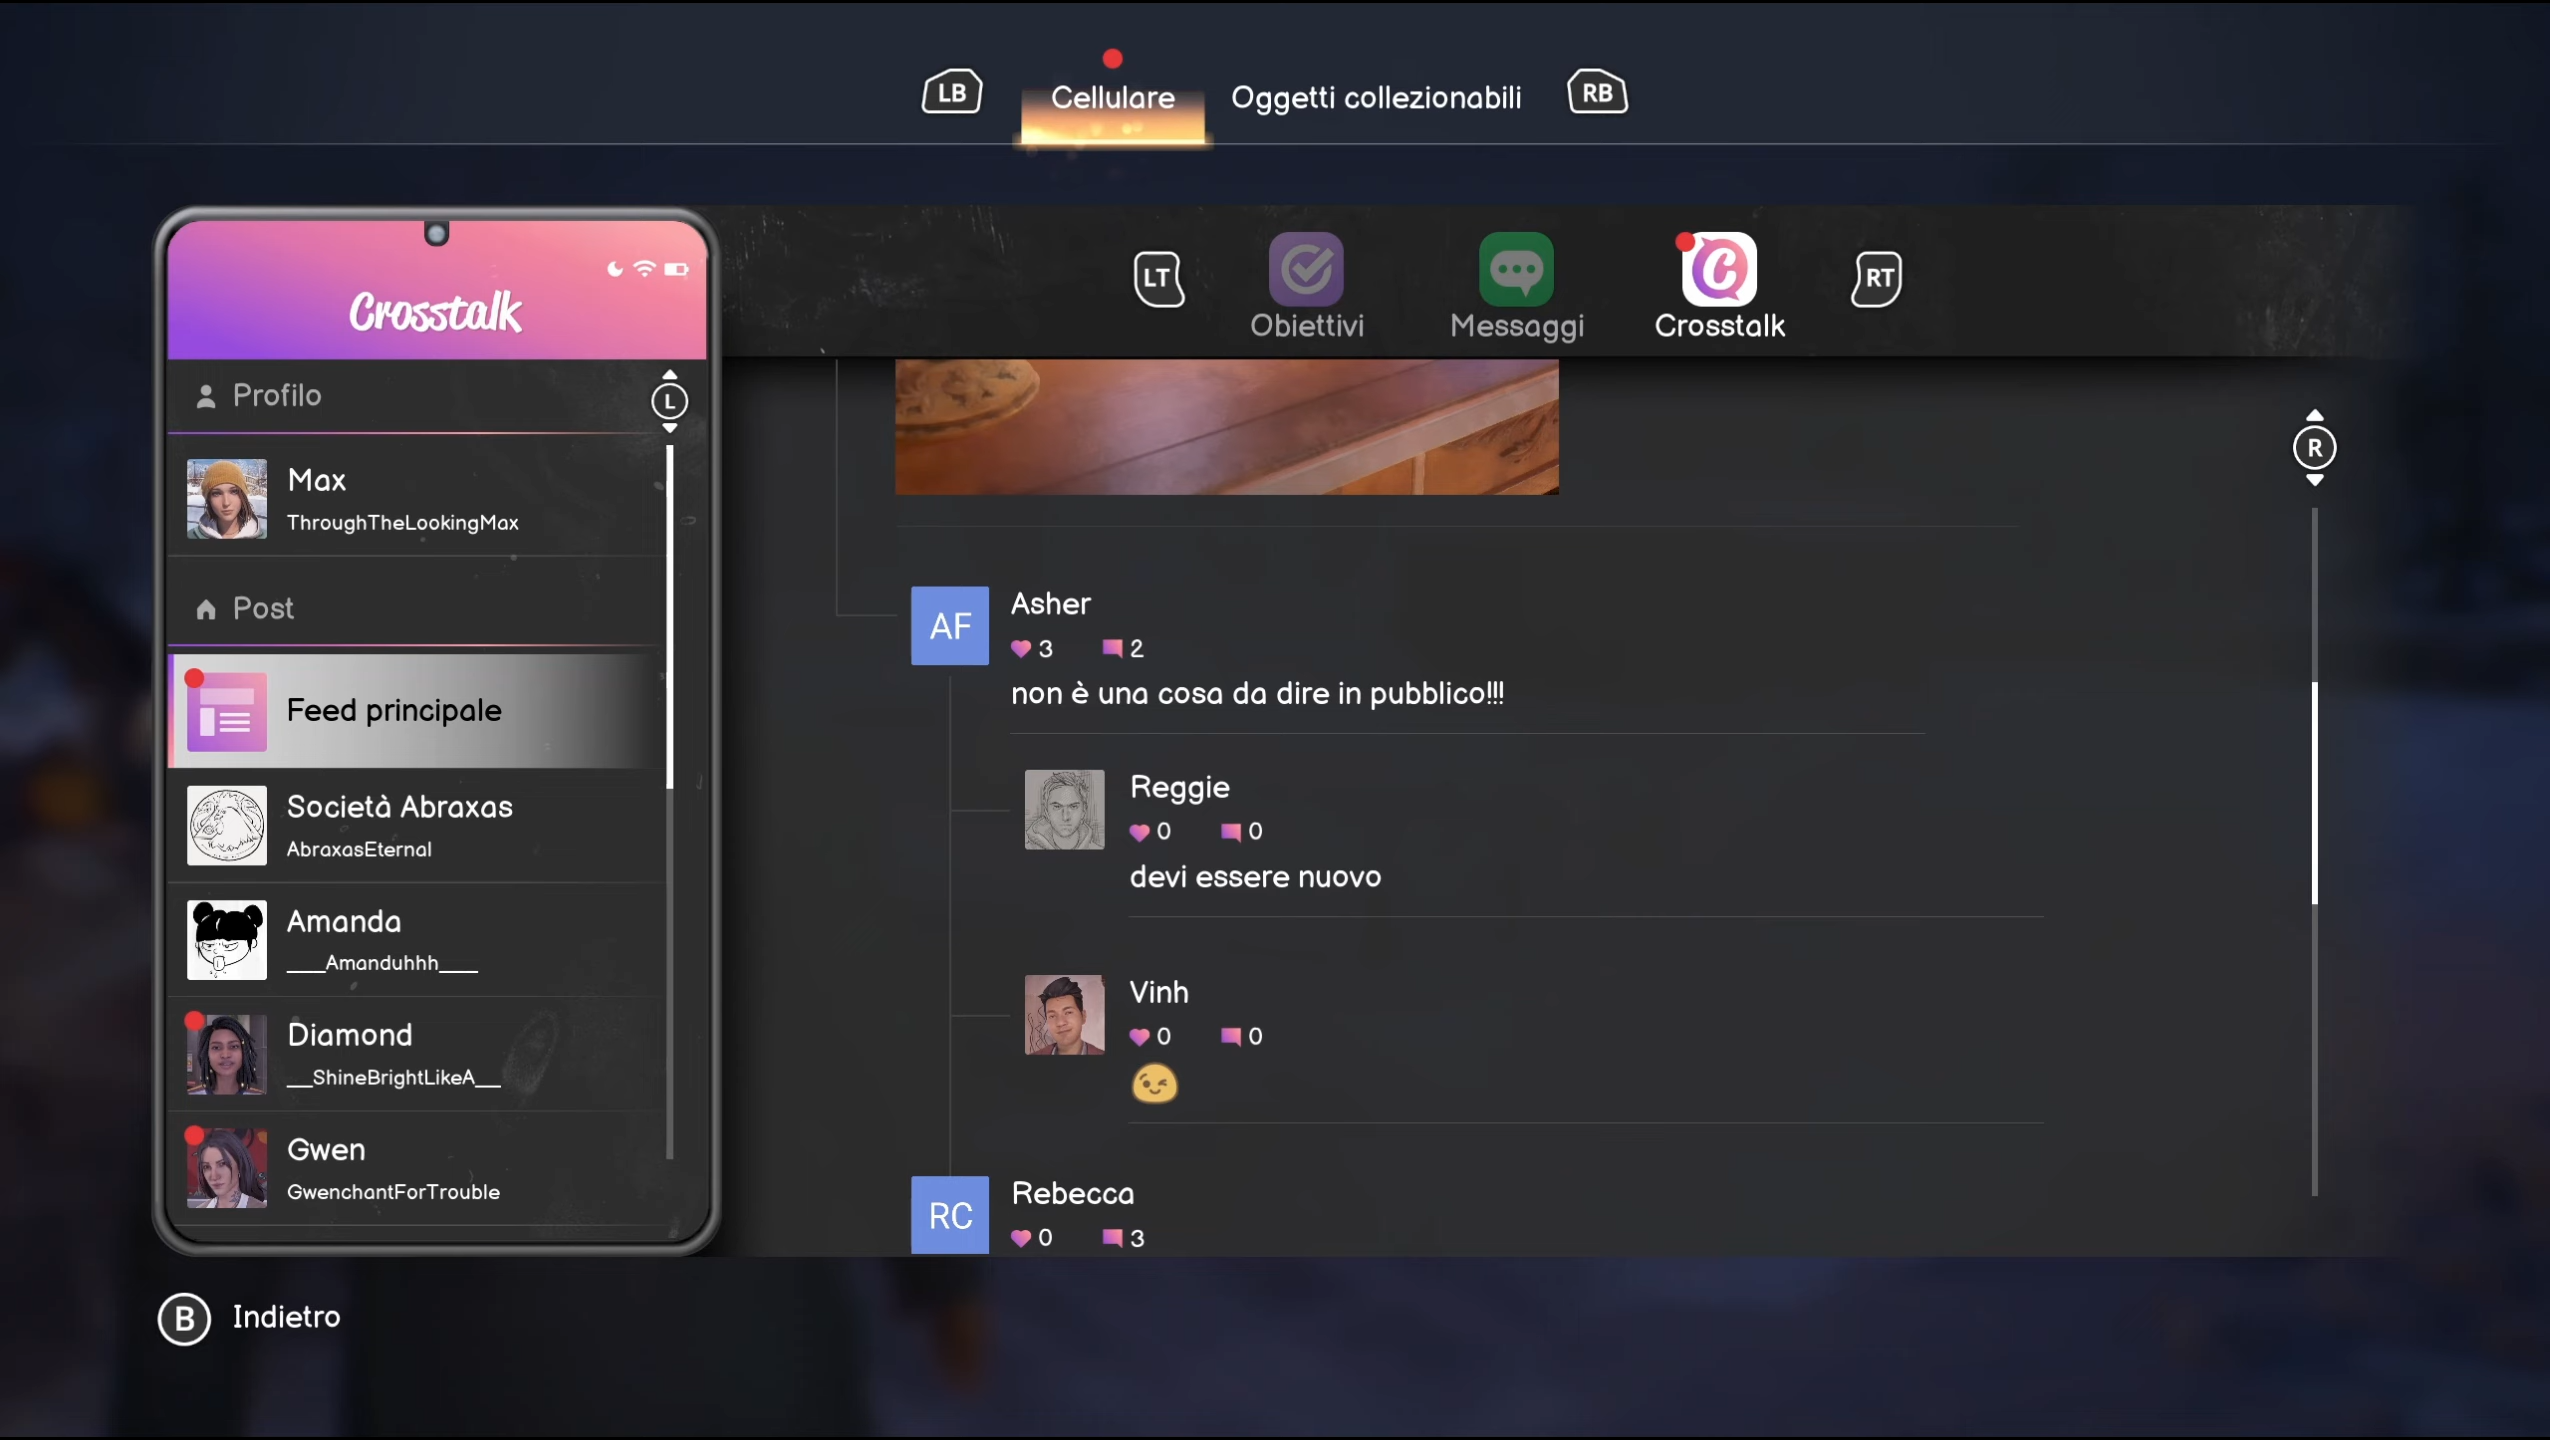 LB
Cellulare
Oggetti collezionabili
RB
Crosstalk
LT
Obiettivi
Messaggi
C
Crosstalk
RT
Profilo
L
Max
ThroughTheLookingMax
Post
Feed principale
Società Abraxas
AbraxasEternal
Amanda
___Amanduhhh___
Diamond
__ShineBrightLikeA__
Gwen
GwenchantForTrouble
R
AF
Asher
3
2
non è una cosa da dire in pubblico!!!
Reggie
0
0
devi essere nuovo
Vinh
0
0
RC
Rebecca
0
3
B
Indietro